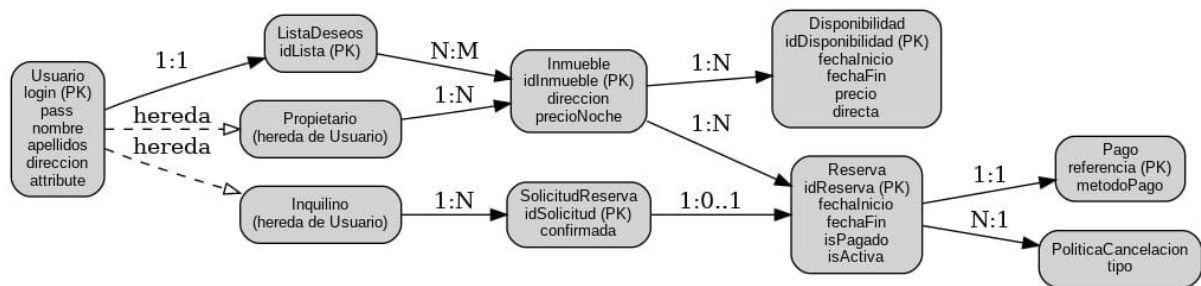 Usuario
login (PK)
pass
nombre
apellidos
direccion
attribute
1:1
hereda
hereda
ListaDeseos
idLista (PK)
Propietario
(hereda de Usuario)
Inquilino
(hereda de Usuario)
N:M
1:N
1:N
Inmueble
idInmueble (PK)
direccion
precioNoche
SolicitudReserva
idSolicitud (PK)
confirmada
1:N
1:N
1:0..1
Disponibilidad
idDisponibilidad (PK)
fechaInicio
fechaFin
precio
directa
Reserva
idReserva (PK)
fechaInicio
fechaFin
isPagado
isActiva
1:1
N:1
Pago
referencia (PK)
metodoPago
PoliticaCancelacion
tipo